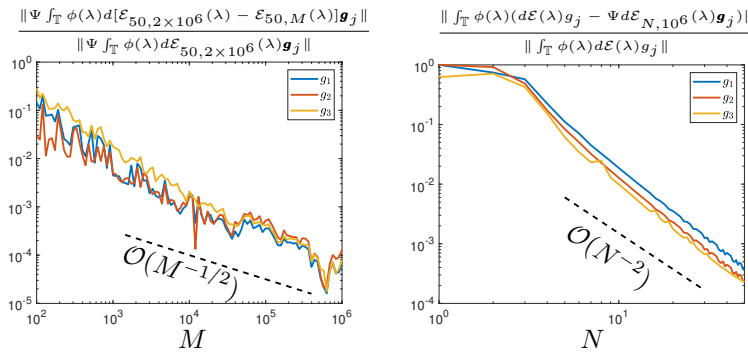 ‖Ψ ∫_𝕋 ϕ(λ)d[ℰ_{50,2×10^6}(λ) − ℰ_{50,M}(λ)]𝒈_j‖
‖Ψ ∫_𝕋 ϕ(λ)dℰ_{50,2×10^6}(λ)𝒈_j‖
10^0
10^{-1}
10^{-2}
10^{-3}
10^{-4}
10^{-5}
g_1
g_2
g_3
𝒪(M^{-1/2})
10^2 10^3 10^4 10^5 10^6
M
‖ ∫_𝕋 ϕ(λ)(dℰ(λ)g_j − Ψdℰ_{N,10^6}(λ)𝒈_j)‖
‖ ∫_𝕋 ϕ(λ)dℰ(λ)g_j‖
10^0
10^{-1}
10^{-2}
10^{-3}
10^{-4}
g_1
g_2
g_3
𝒪(N^{-2})
10^0 10^1
N